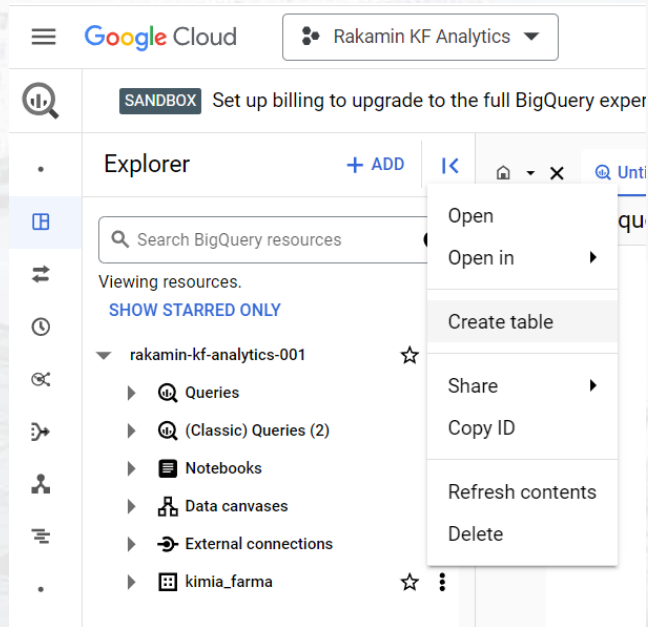 Google Cloud
Rakamin KF Analytics
SANDBOX Set up billing to upgrade to the full BigQuery exper
Explorer
+ ADD
Unti
qu
Search BigQuery resources
Viewing resources.
SHOW STARRED ONLY
rakamin-kf-analytics-001
Queries
(Classic) Queries (2)
Notebooks
Data canvases
External connections
kimia_farma
Open
Open in
Create table
Share
Copy ID
Refresh contents
Delete